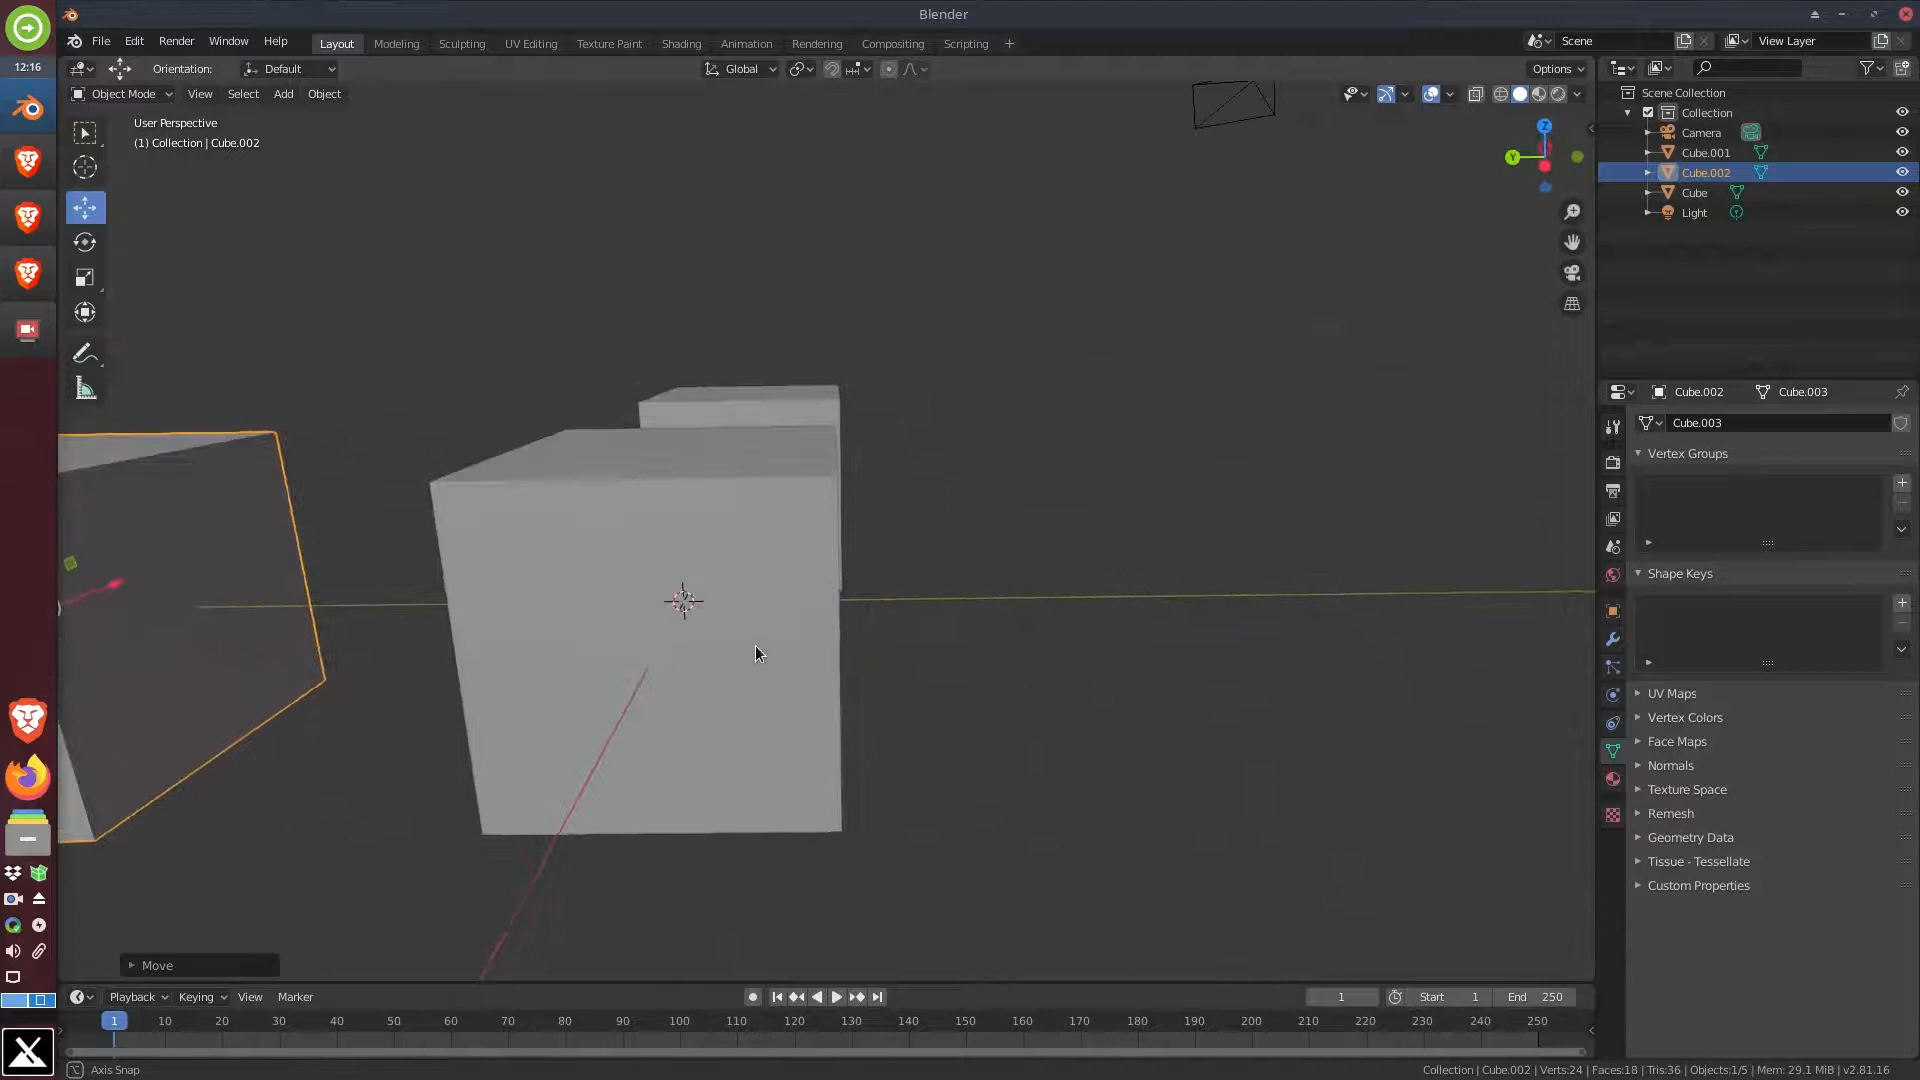 Blender
File Edit Render Window Help
Layout Modeling Sculpting UV Editing Texture Paint Shading Animation Rendering Compositing Scripting +
Scene
View Layer
12:16
Orientation: Default
Global
Options
Object Mode View Select Add Object
User Perspective
(1) Collection | Cube.002
Z
Y
Scene Collection
Collection
Camera
Cube.001
Cube.002
Cube
Light
Cube.002 Cube.003
Cube.003
Vertex Groups
Shape Keys
UV Maps
Vertex Colors
Face Maps
Normals
Texture Space
Remesh
Geometry Data
Tissue - Tessellate
Custom Properties
Move
Playback Keying View Marker
1
Start 1
End 250
1 10 20 30 40 50 60 70 80 90 100 110 120 130 140 150 160 170 180 190 200 210 220 230 240 250
Axis Snap
Collection | Cube.002 | Verts:24 | Faces:18 | Tris:36 | Objects:1/5 | Mem: 29.1 MiB | v2.81.16